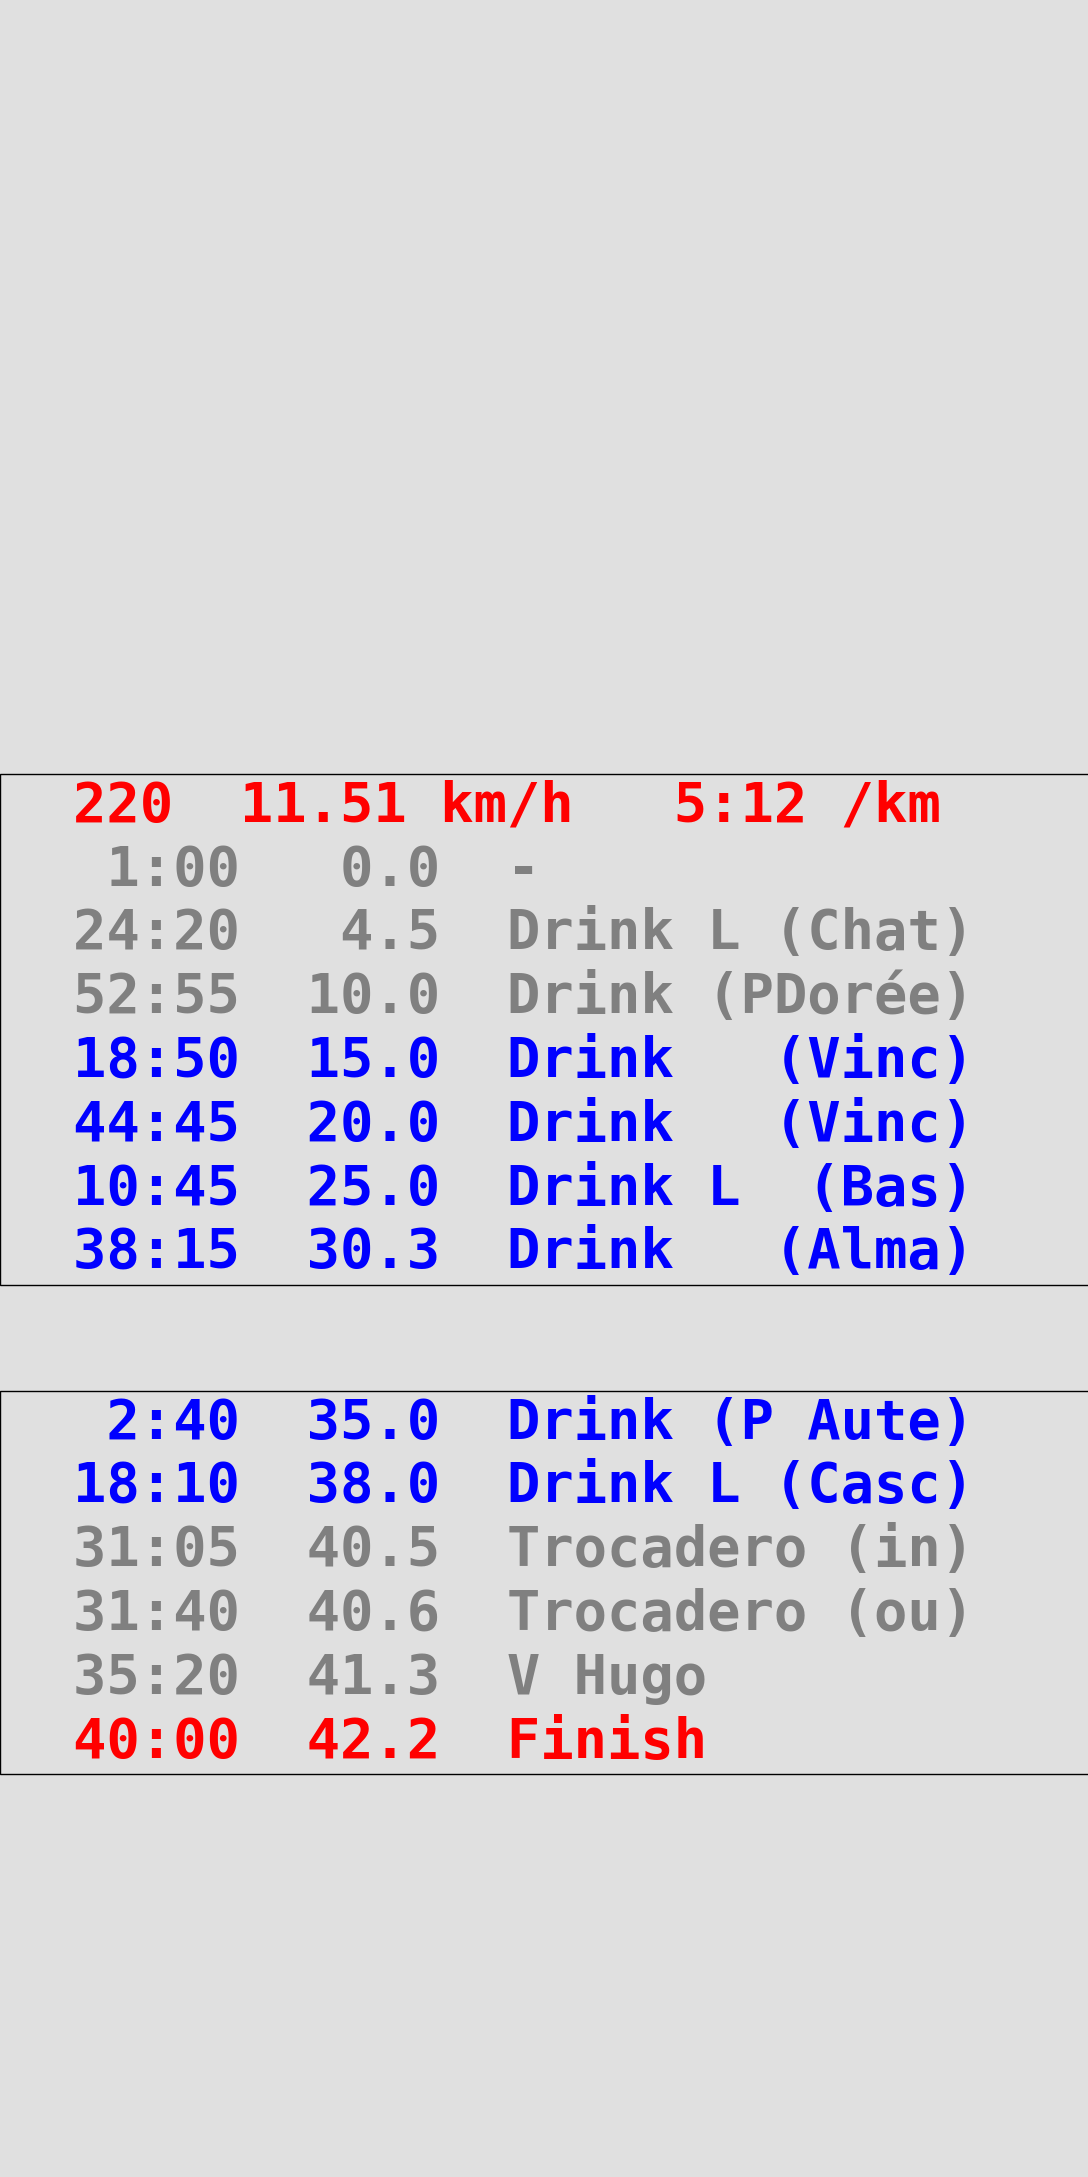 220  11.51 km/h   5:12 /km
1:00   0.0  -
24:20   4.5  Drink L (Chat)
52:55  10.0  Drink (PDorée)
18:50  15.0  Drink   (Vinc)
44:45  20.0  Drink   (Vinc)
10:45  25.0  Drink L  (Bas)
38:15  30.3  Drink   (Alma)
2:40  35.0  Drink (P Aute)
18:10  38.0  Drink L (Casc)
31:05  40.5  Trocadero (in)
31:40  40.6  Trocadero (ou)
35:20  41.3  V Hugo
40:00  42.2  Finish